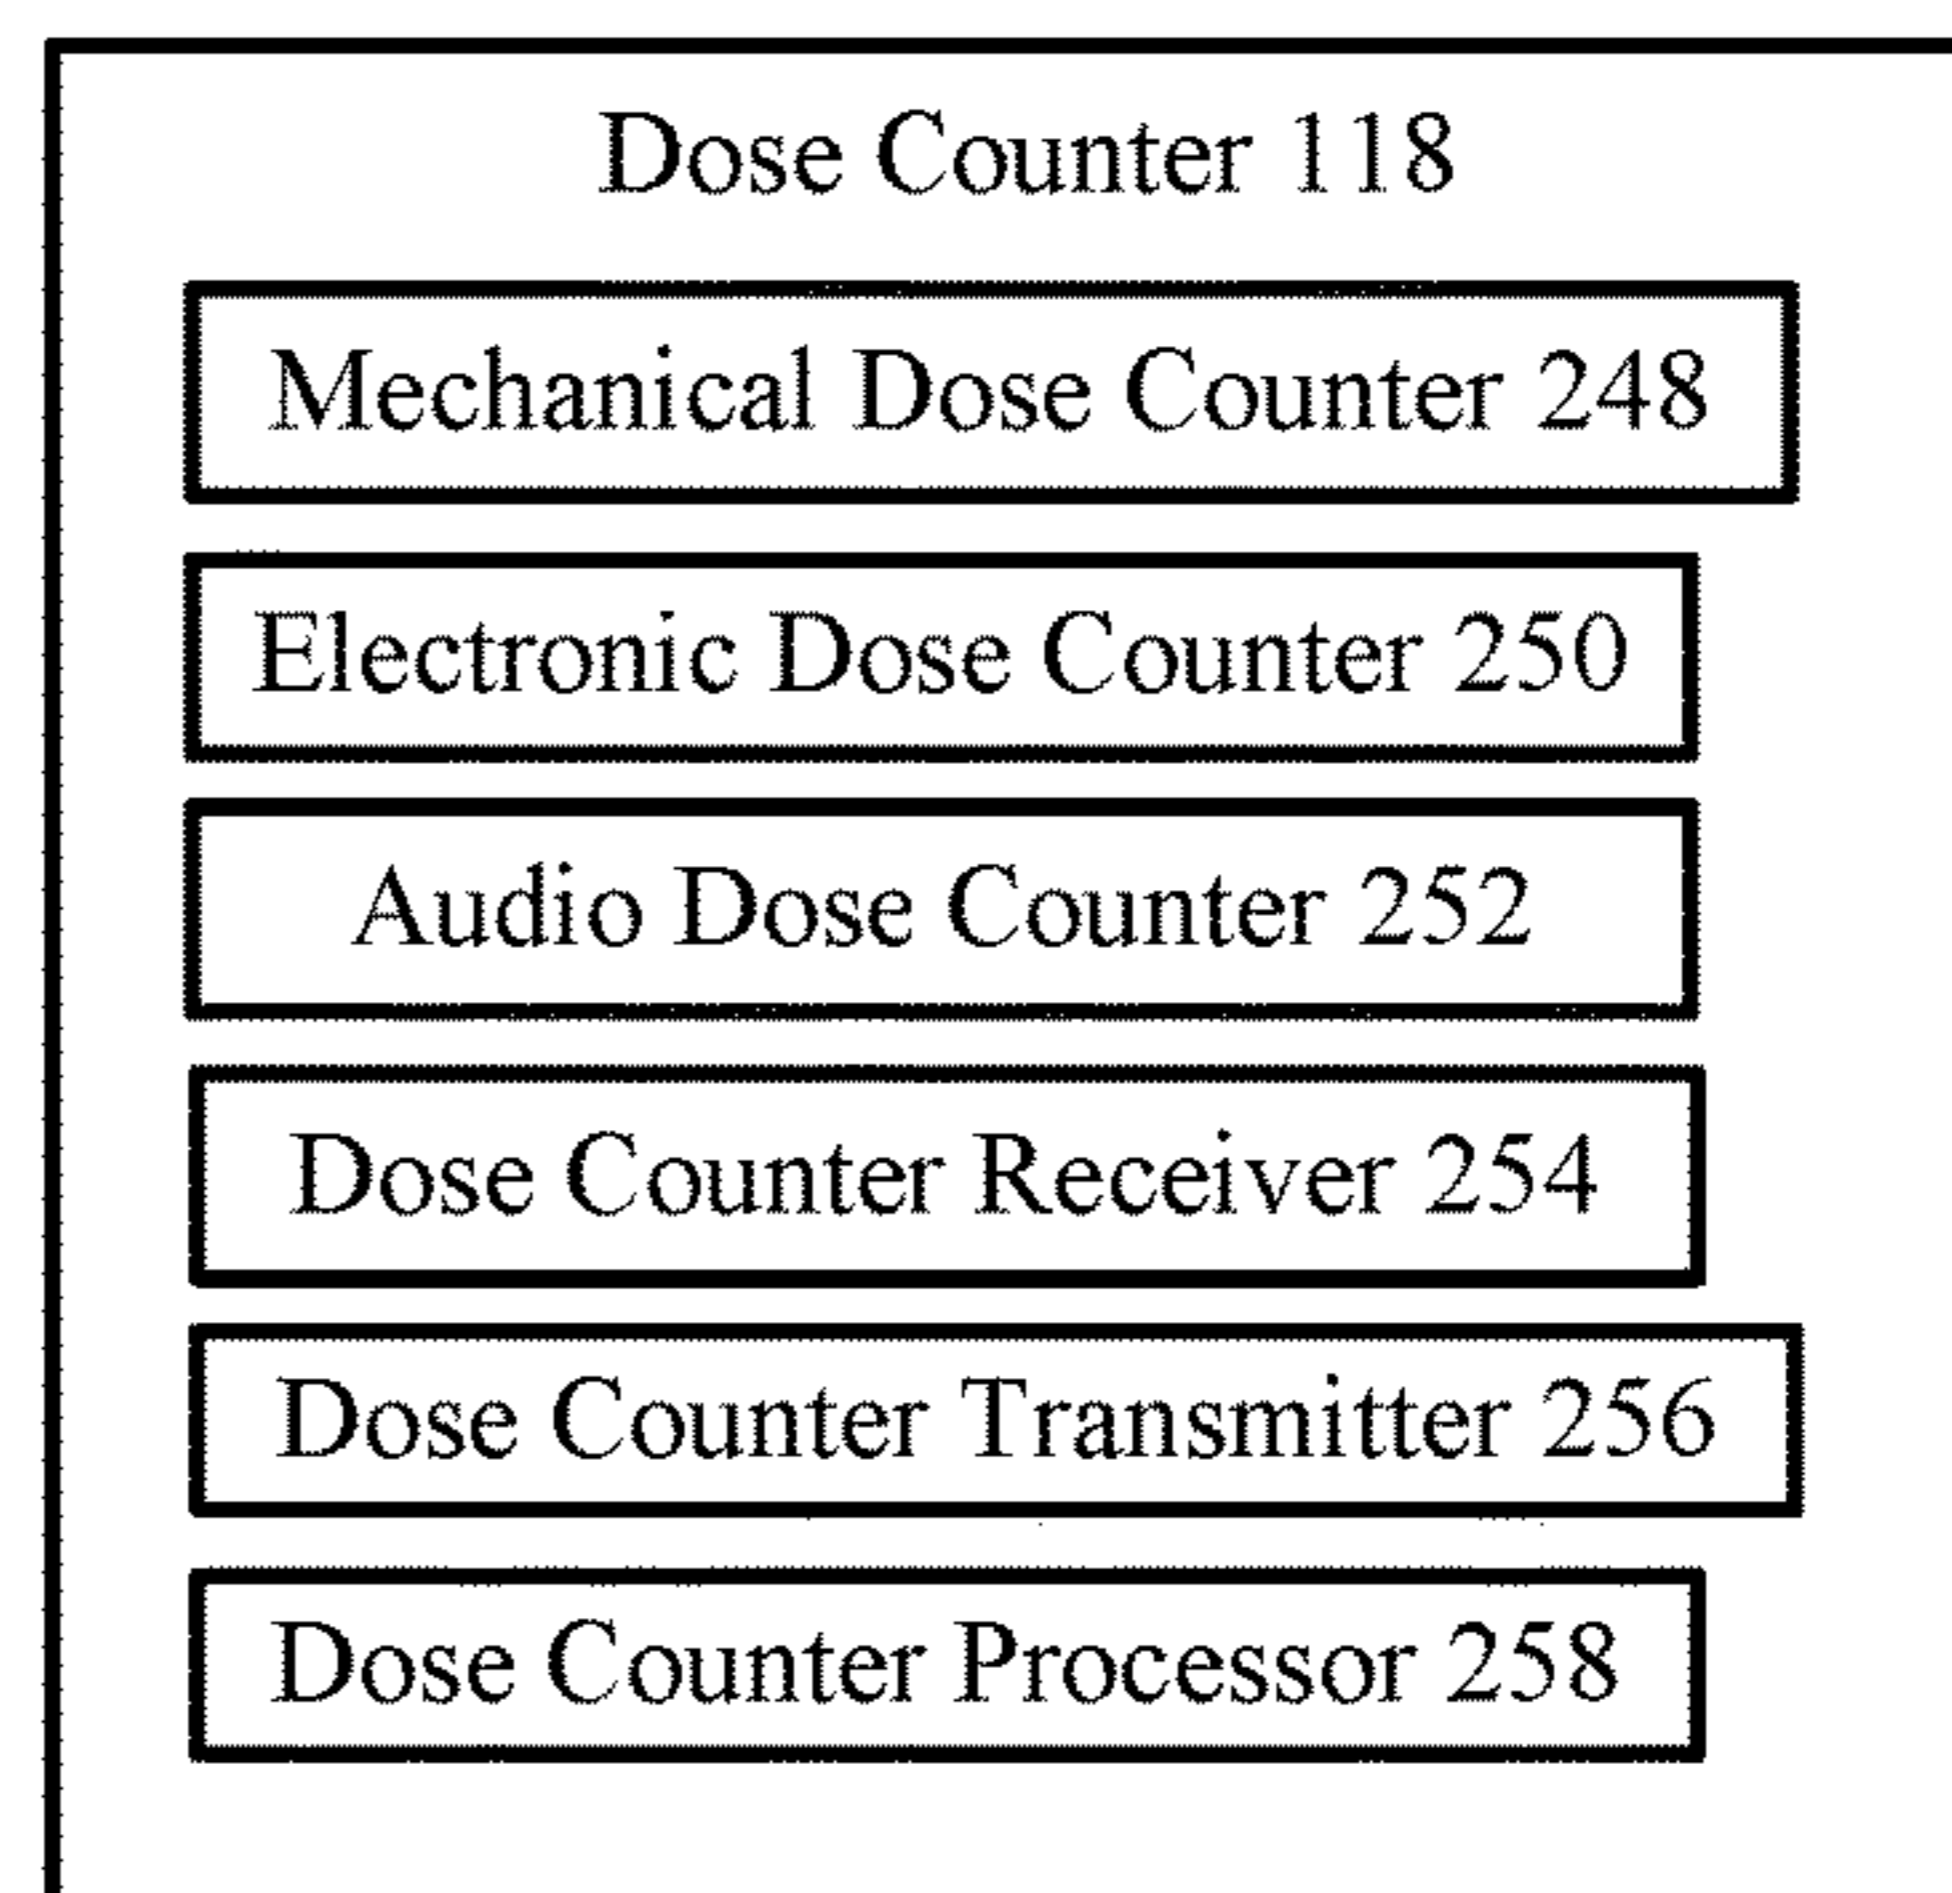 Dose Counter 118
Mechanical Dose Counter 248
Electronic Dose Counter 250
Audio Dose Counter 252
Dose Counter Receiver 254
Dose Counter Transmitter 256
Dose Counter Processor 258